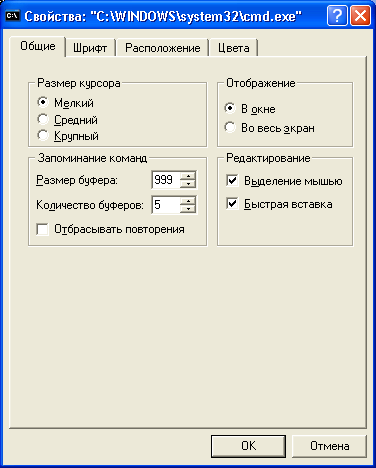 Свойства: "C:\WINDOWS\system32\cmd.exe"
Общие Шрифт Расположение Цвета
Размер курсора
Мелкий
Средний
Крупный
Отображение
В окне
Во весь экран
Запоминание команд
Размер буфера: 999
Количество буферов: 5
Отбрасывать повторения
Редактирование
Выделение мышью
Быстрая вставка
OK Отмена